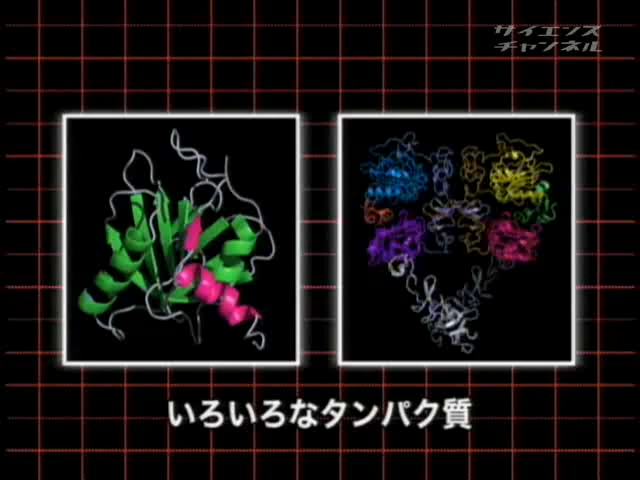 サイエンス
チャンネル
いろいろなタンパク質